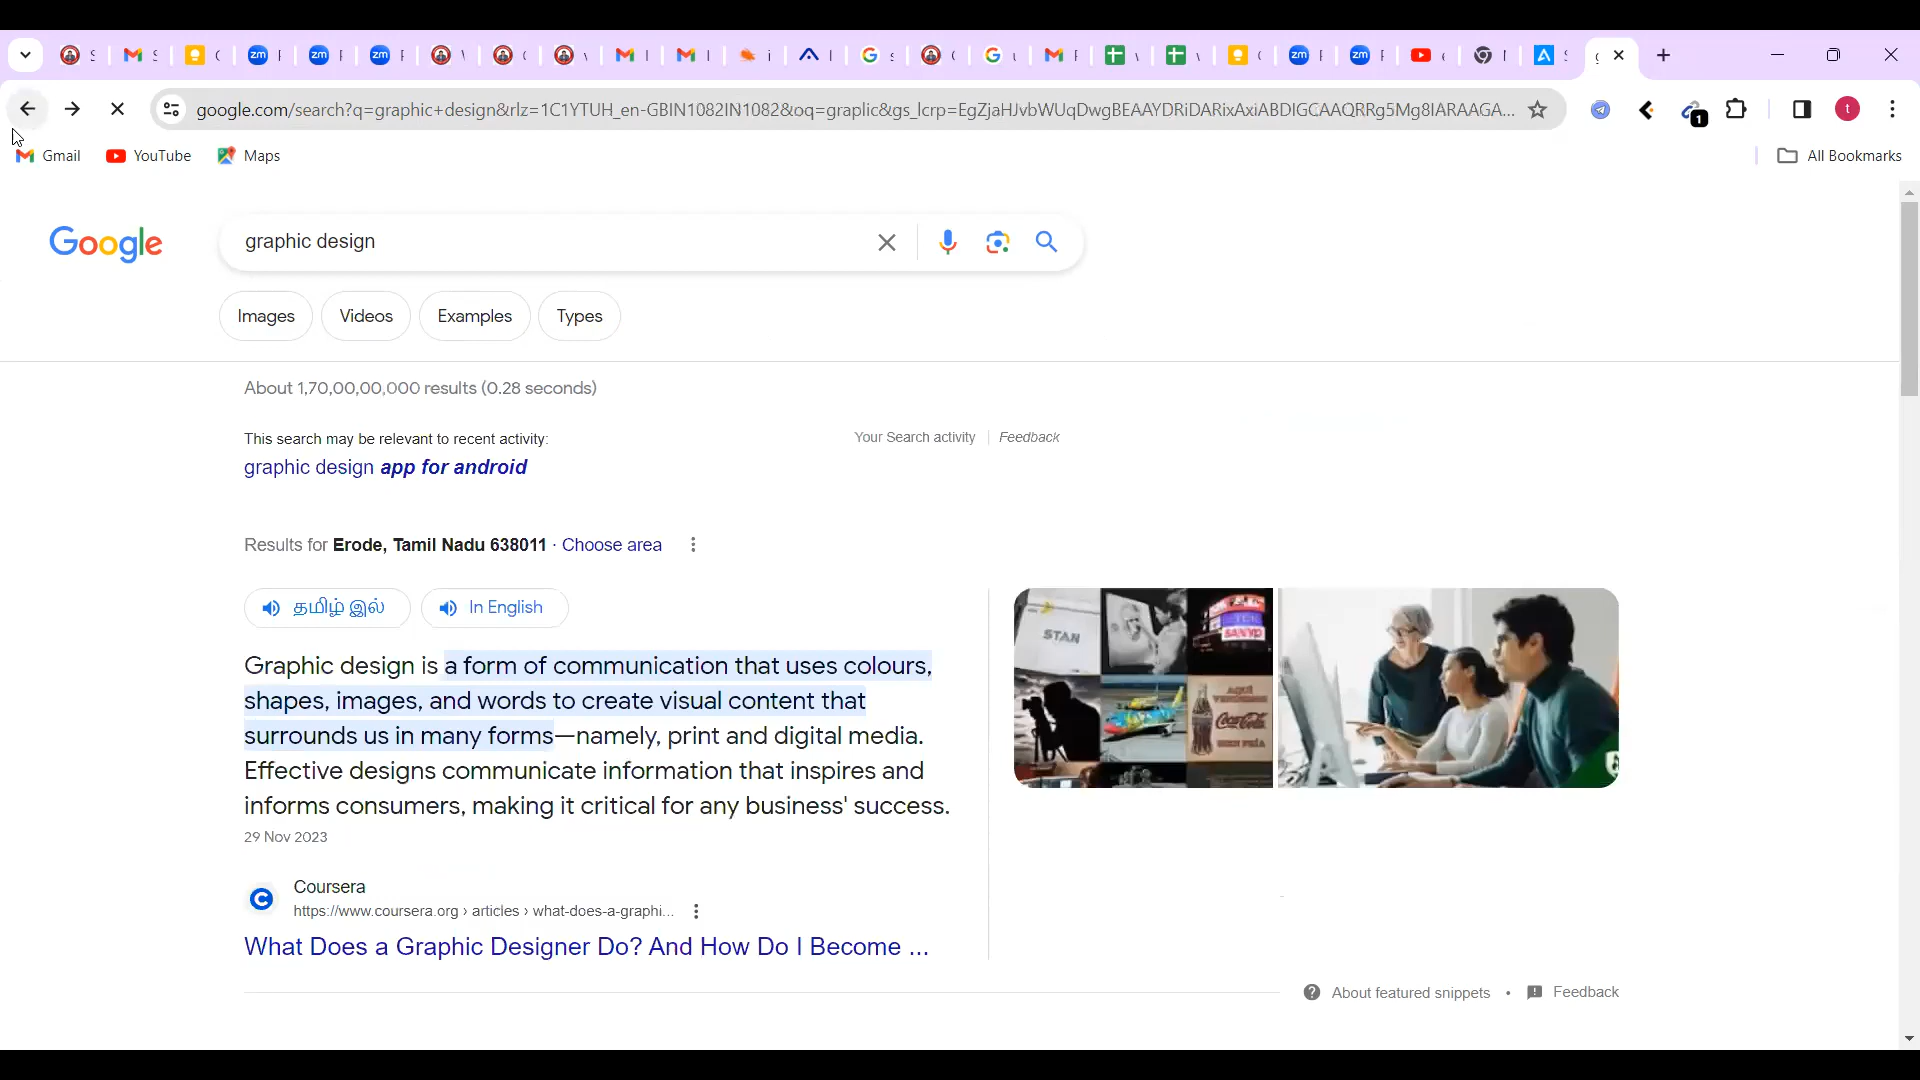 google.com/search?q=graphic+design&rlz=1C1YTUH_en-GBIN1082IN1082&oq=graplic&gs_lcrp=EgZjaHJvbWUqDwgBEAAYDRiDARixAxiABDIGCAAQRRg5Mg8IARAAGA...
1
t
Gmail
YouTube
Maps
All Bookmarks
Google
graphic design
Images
Videos
Examples
Types
About 1,70,00,00,000 results (0.28 seconds)
This search may be relevant to recent activity:
Your Search activity
Feedback
graphic design app for android
Results for Erode, Tamil Nadu 638011 · Choose area
தமிழ் இல்
In English
Graphic design is a form of communication that uses colours,
shapes, images, and words to create visual content that
surrounds us in many forms—namely, print and digital media.
Effective designs communicate information that inspires and
informs consumers, making it critical for any business' success.
29 Nov 2023
STAN
SANYO
Coca-Cola
Coursera
https://www.coursera.org › articles › what-does-a-graphi...
What Does a Graphic Designer Do? And How Do I Become ...
About featured snippets
Feedback